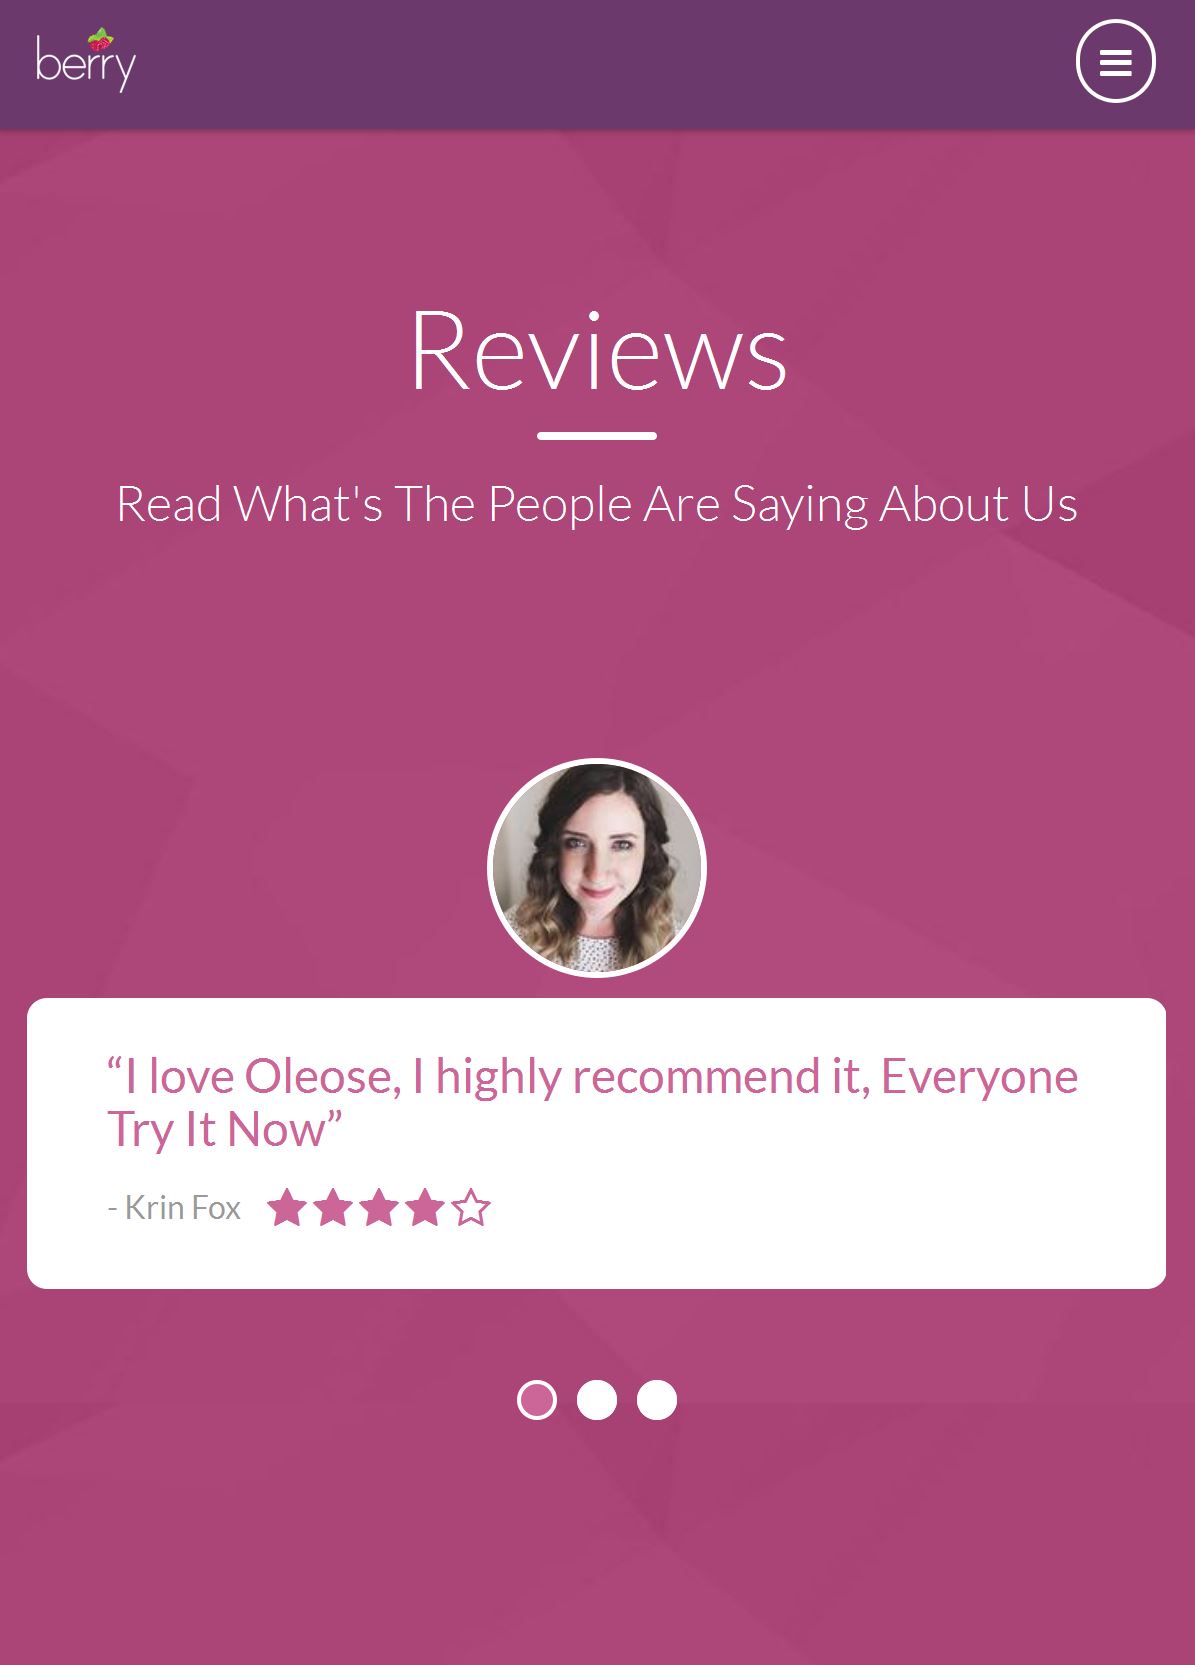 berry
Reviews
Read What's The People Are Saying About Us
“I love Oleose, I highly recommend it, Everyone
Try It Now”
- Krin Fox